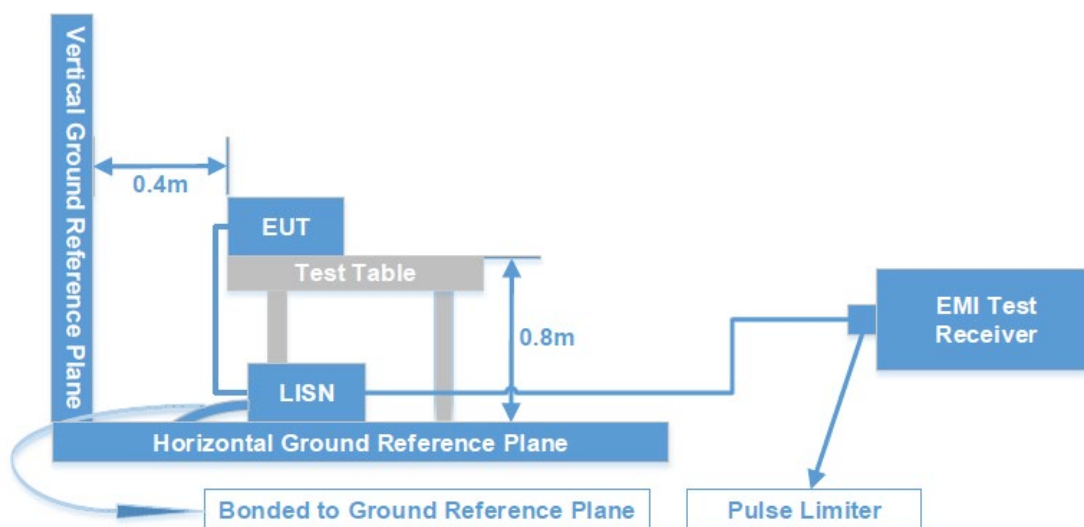 Vertical Ground Reference Plane
0.4m
EUT
Test Table
0.8m
EMI Test
Receiver
LISN
Horizontal Ground Reference Plane
Bonded to Ground Reference Plane
Pulse Limiter